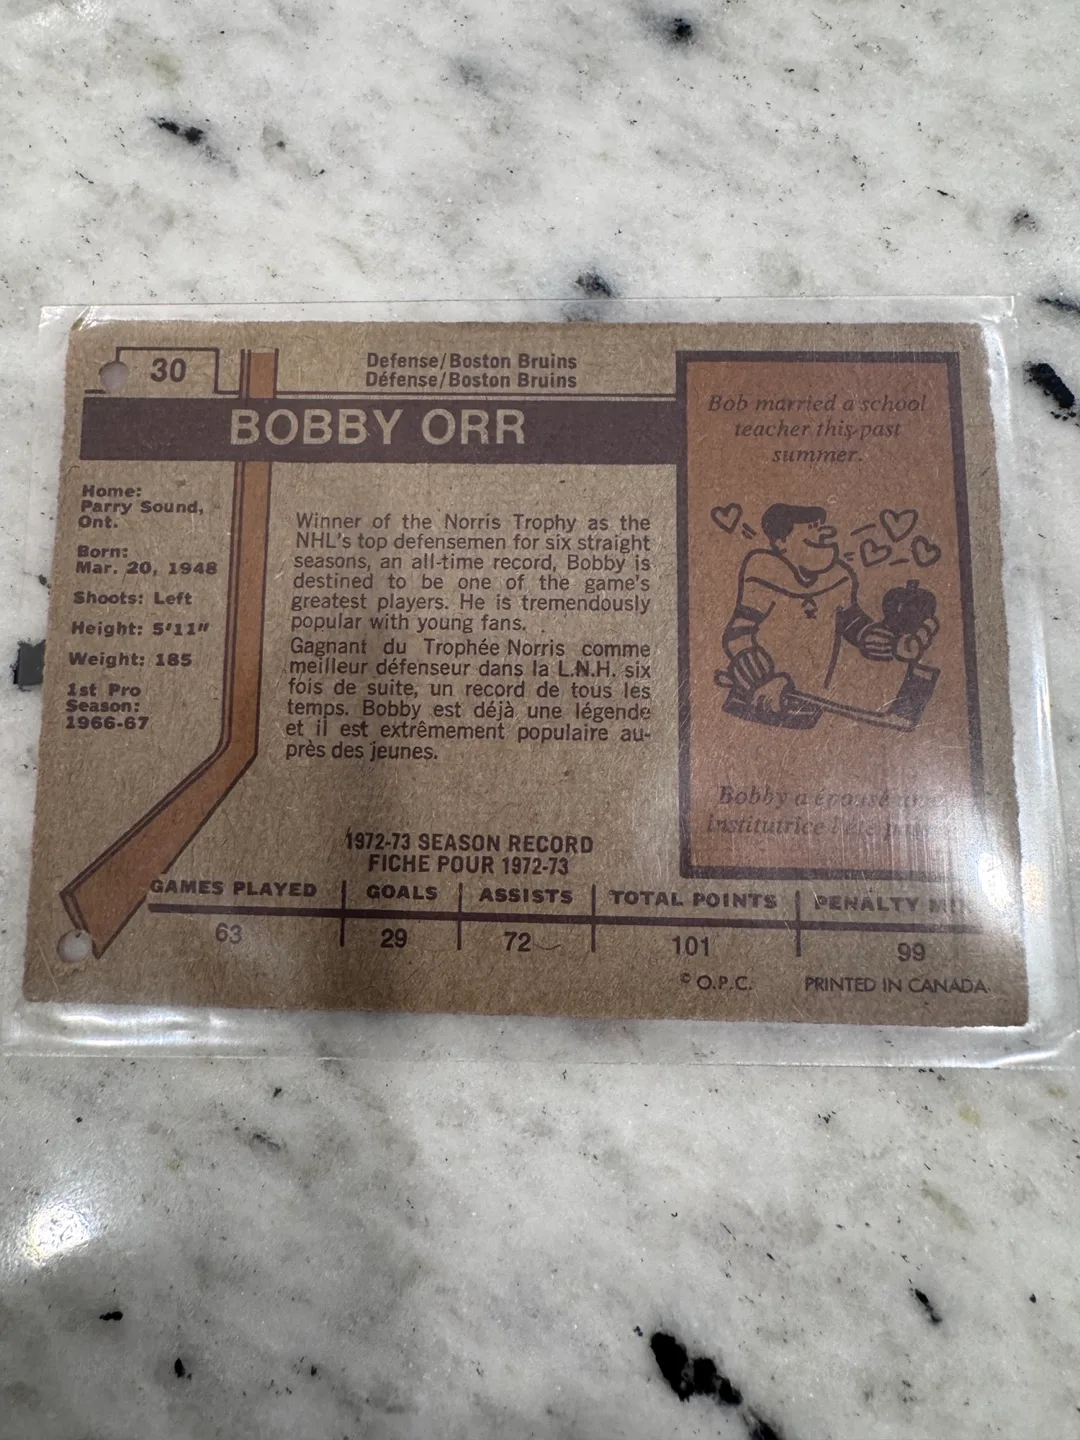 30
Defense/Boston Bruins
Défense/Boston Bruins
BOBBY ORR
Home:
Parry Sound,
Ont.
Born:
Mar. 20, 1948
Shoots: Left
Height: 5'11"
Weight: 185
1st Pro
Season:
1966-67
Winner of the Norris Trophy as the
NHL's top defensemen for six straight
seasons, an all-time record, Bobby is
destined to be one of the game's
greatest players. He is tremendously
popular with young fans.
Gagnant du Trophée Norris comme
meilleur défenseur dans la L.N.H. six
fois de suite, un record de tous les
temps. Bobby est déjà une légende
et il est extrêmement populaire au-
près des jeunes.
Bob married a school
teacher this past
summer.
Bobby a épousé une
institutrice l'été
1972-73 SEASON RECORD
FICHE POUR 1972-73
GAMES PLAYED GOALS ASSISTS TOTAL POINTS PENALTY
63 29 72 101 99
© O.P.C. PRINTED IN CANADA